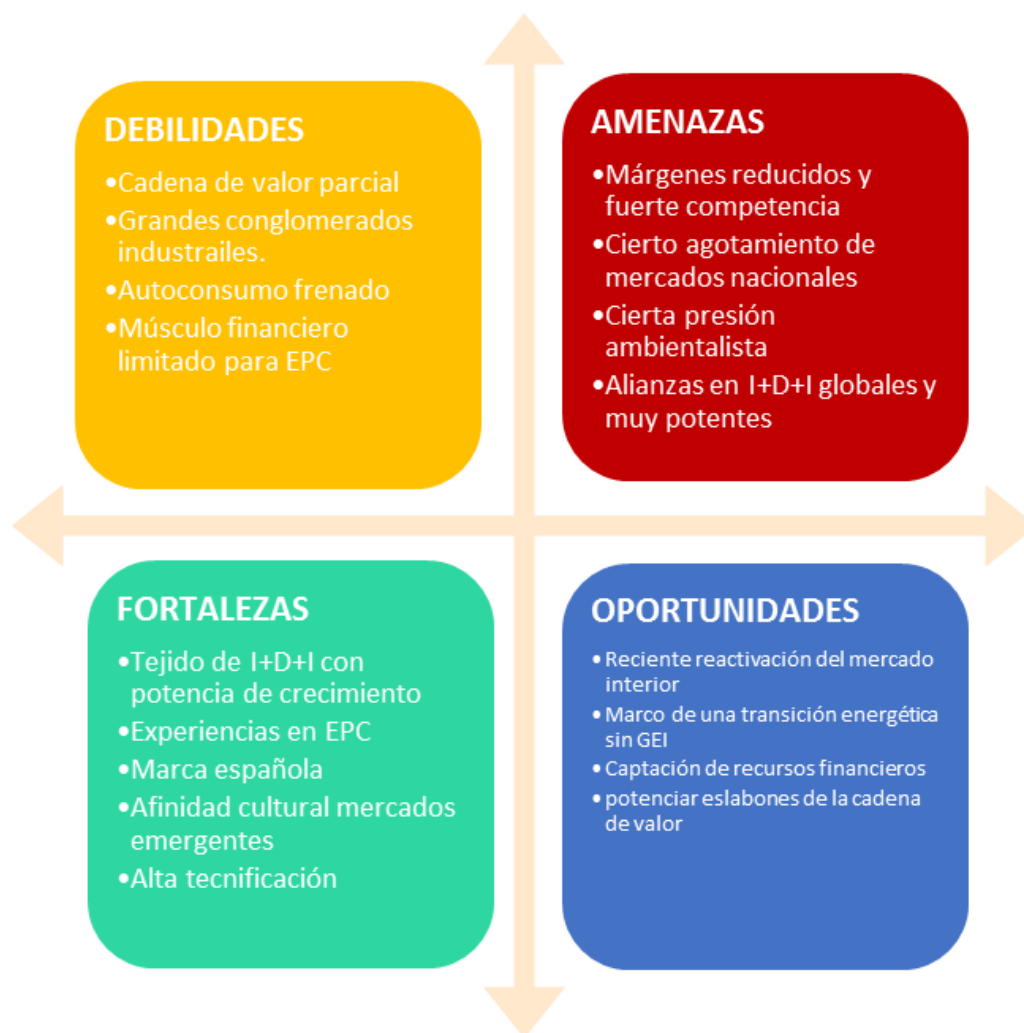 DEBILIDADES
•Cadena de valor parcial
•Grandes conglomerados
industrailes.
•Autoconsumo frenado
•Músculo financiero
limitado para EPC
AMENAZAS
•Márgenes reducidos y
fuerte competencia
•Cierto agotamiento de
mercados nacionales
•Cierta presión
ambientalista
•Alianzas en I+D+I globales y
muy potentes
FORTALEZAS
•Tejido de I+D+I con
potencia de crecimiento
•Experiencias en EPC
•Marca española
•Afinidad cultural mercados
emergentes
•Alta tecnificación
OPORTUNIDADES
•Reciente reactivación del mercado
interior
•Marco de una transición energética
sin GEI
•Captación de recursos financieros
•potenciar eslabones de la cadena
de valor